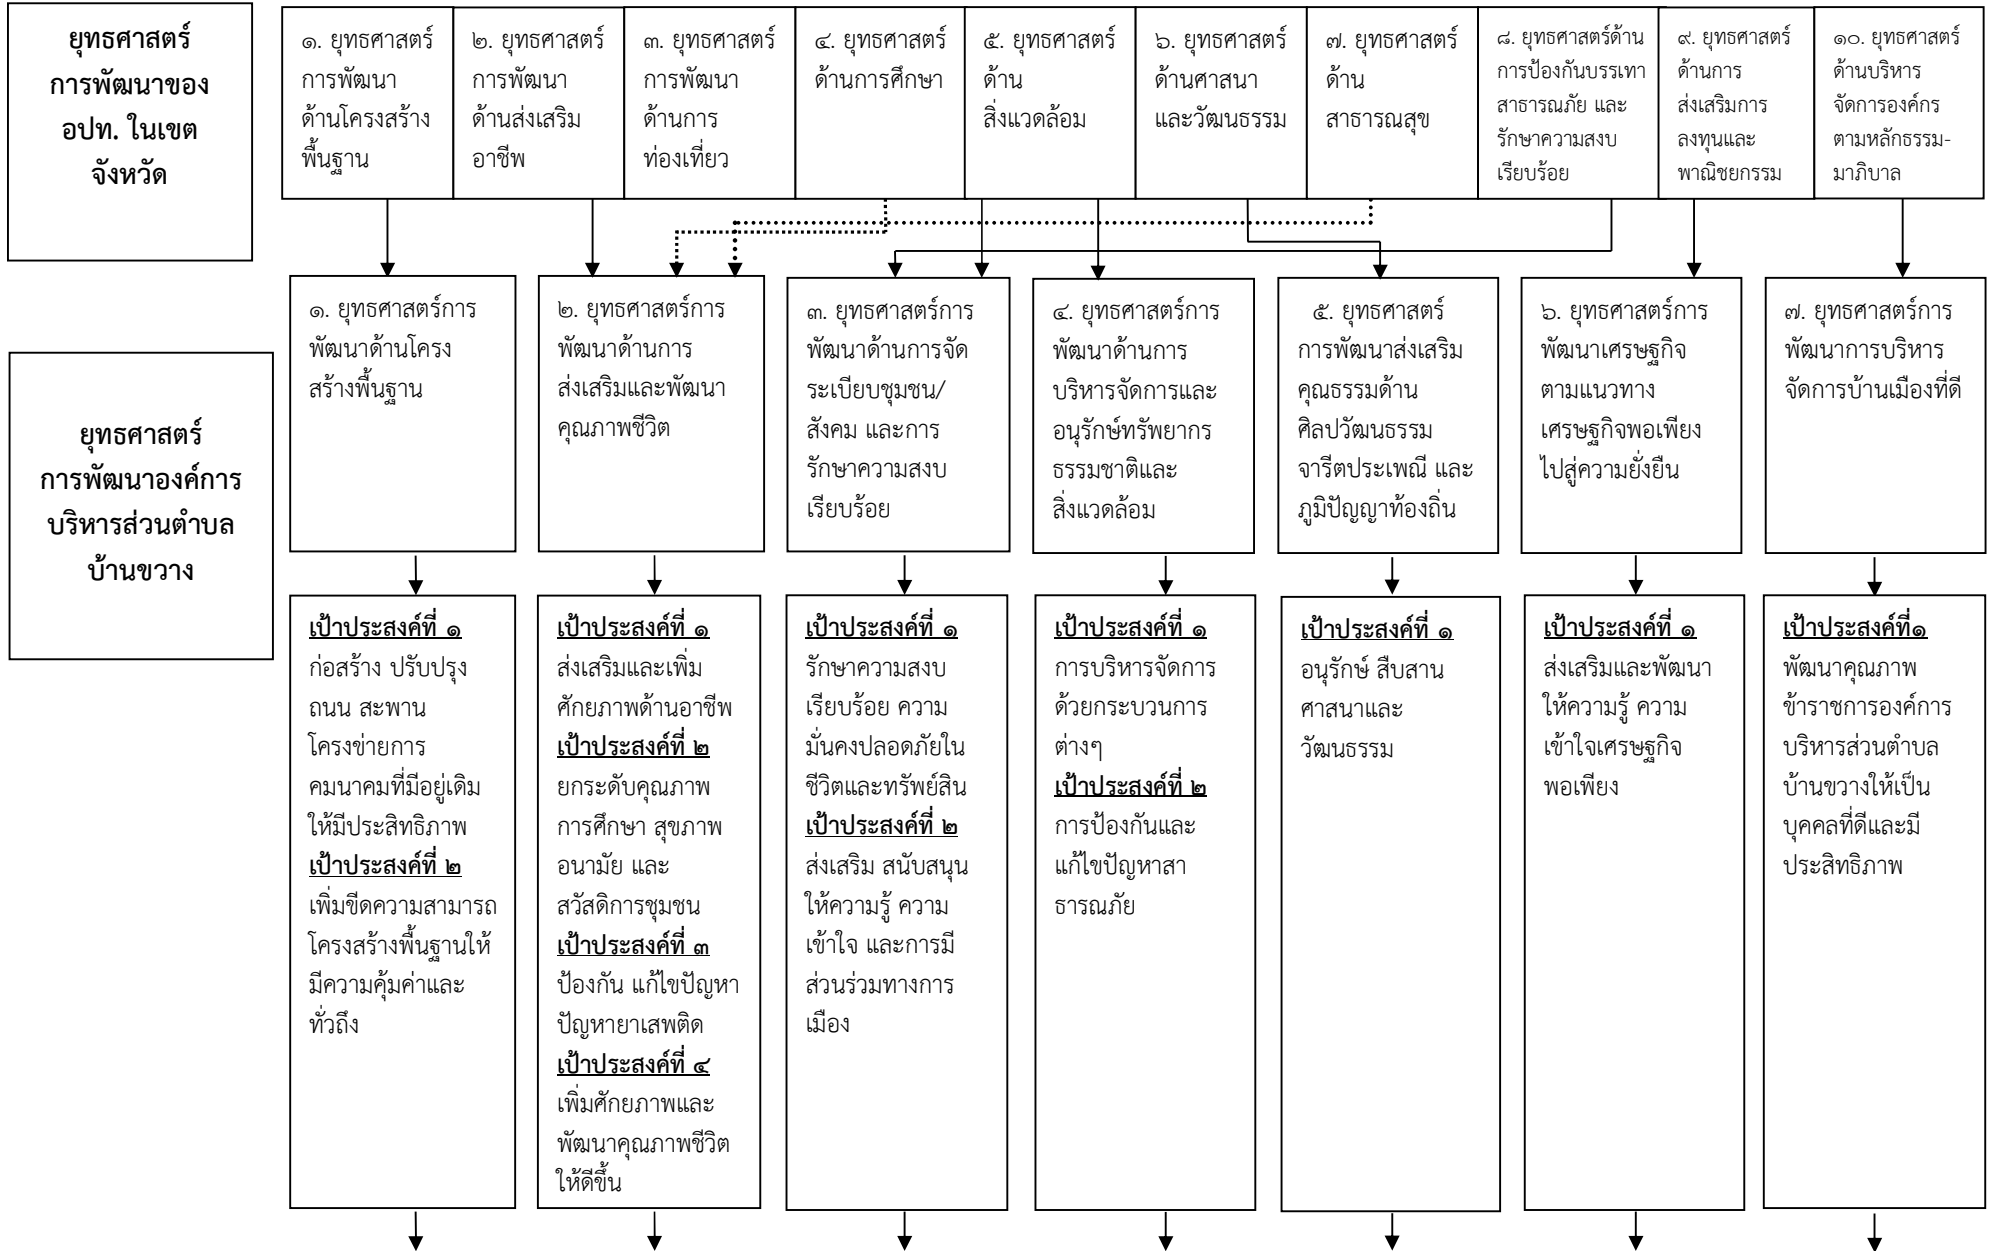 ยุทธศาสตร์
การพัฒนาของ
อปท. ในเขต
จังหวัด
๑. ยุทธศาสตร์
การพัฒนา
ด้านโครงสร้าง
พื้นฐาน
๒. ยุทธศาสตร์
การพัฒนา
ด้านส่งเสริม
อาชีพ
๓. ยุทธศาสตร์
การพัฒนา
ด้านการ
ท่องเที่ยว
๔. ยุทธศาสตร์
ด้านการศึกษา
๕. ยุทธศาสตร์
ด้าน
สิ่งแวดล้อม
๖. ยุทธศาสตร์
ด้านศาสนา
และวัฒนธรรม
๗. ยุทธศาสตร์
ด้าน
สาธารณสุข
๘. ยุทธศาสตร์ด้าน
การป้องกันบรรเทา
สาธารณภัย และ
รักษาความสงบ
เรียบร้อย
๙. ยุทธศาสตร์
ด้านการ
ส่งเสริมการ
ลงทุนและ
พาณิชยกรรม
๑๐. ยุทธศาสตร์
ด้านบริหาร
จัดการองค์กร
ตามหลักธรรม-
มาภิบาล
ยุทธศาสตร์
การพัฒนาองค์การ
บริหารส่วนตำบล
บ้านขวาง
๑. ยุทธศาสตร์การ
พัฒนาด้านโครง
สร้างพื้นฐาน
๒. ยุทธศาสตร์การ
พัฒนาด้านการ
ส่งเสริมและพัฒนา
คุณภาพชีวิต
๓. ยุทธศาสตร์การ
พัฒนาด้านการจัด
ระเบียบชุมชน/
สังคม และการ
รักษาความสงบ
เรียบร้อย
๔. ยุทธศาสตร์การ
พัฒนาด้านการ
บริหารจัดการและ
อนุรักษ์ทรัพยากร
ธรรมชาติและ
สิ่งแวดล้อม
๕. ยุทธศาสตร์
การพัฒนาส่งเสริม
คุณธรรมด้าน
ศิลปวัฒนธรรม
จารีตประเพณี และ
ภูมิปัญญาท้องถิ่น
๖. ยุทธศาสตร์การ
พัฒนาเศรษฐกิจ
ตามแนวทาง
เศรษฐกิจพอเพียง
ไปสู่ความยั่งยืน
๗. ยุทธศาสตร์การ
พัฒนาการบริหาร
จัดการบ้านเมืองที่ดี
เป้าประสงค์ที่ ๑
ก่อสร้าง ปรับปรุง
ถนน สะพาน
โครงข่ายการ
คมนาคมที่มีอยู่เดิม
ให้มีประสิทธิภาพ
เป้าประสงค์ที่ ๒
เพิ่มขีดความสามารถ
โครงสร้างพื้นฐานให้
มีความคุ้มค่าและ
ทั่วถึง
เป้าประสงค์ที่ ๑
ส่งเสริมและเพิ่ม
ศักยภาพด้านอาชีพ
เป้าประสงค์ที่ ๒
ยกระดับคุณภาพ
การศึกษา สุขภาพ
อนามัย และ
สวัสดิการชุมชน
เป้าประสงค์ที่ ๓
ป้องกัน แก้ไขปัญหา
ปัญหายาเสพติด
เป้าประสงค์ที่ ๔
เพิ่มศักยภาพและ
พัฒนาคุณภาพชีวิต
ให้ดีขึ้น
เป้าประสงค์ที่ ๑
รักษาความสงบ
เรียบร้อย ความ
มั่นคงปลอดภัยใน
ชีวิตและทรัพย์สิน
เป้าประสงค์ที่ ๒
ส่งเสริม สนับสนุน
ให้ความรู้ ความ
เข้าใจ และการมี
ส่วนร่วมทางการ
เมือง
เป้าประสงค์ที่ ๑
การบริหารจัดการ
ด้วยกระบวนการ
ต่างๆ
เป้าประสงค์ที่ ๒
การป้องกันและ
แก้ไขปัญหาสา
ธารณภัย
เป้าประสงค์ที่ ๑
อนุรักษ์ สืบสาน
ศาสนาและ
วัฒนธรรม
เป้าประสงค์ที่ ๑
ส่งเสริมและพัฒนา
ให้ความรู้ ความ
เข้าใจเศรษฐกิจ
พอเพียง
เป้าประสงค์ที่๑
พัฒนาคุณภาพ
ข้าราชการองค์การ
บริหารส่วนตำบล
บ้านขวางให้เป็น
บุคคลที่ดีและมี
ประสิทธิภาพ